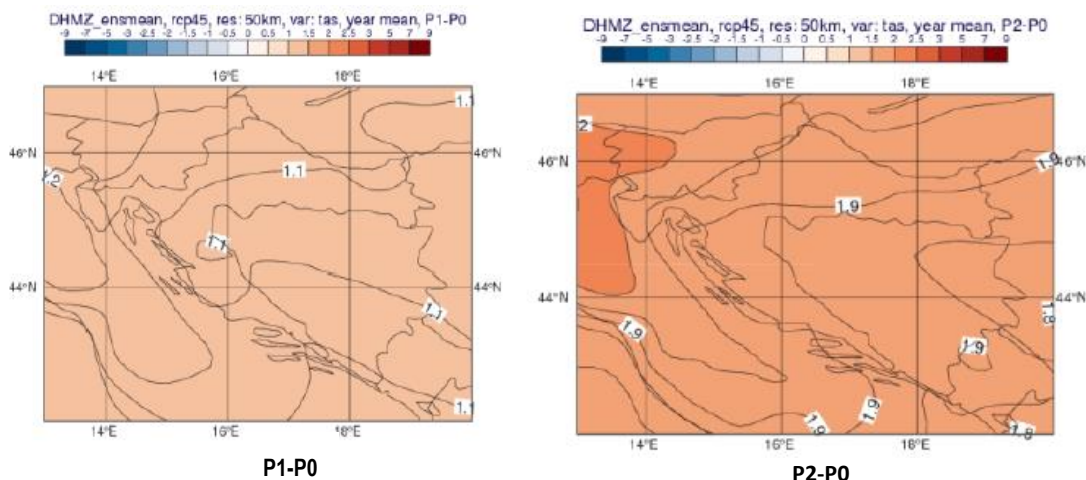 DHMZ_ensmean, rcp45, res: 50km, var: tas, year mean, P1-P0
-9 -7 -5 -3 -2.5 -2 -1.5 -1 -0.5 0 0.5 1 1.5 2 2.5 3 5 7 9
14°E 16°E 18°E
1.1
46°N 46°N
1.1
1.2
1.1
44°N 44°N
1.1
1.1
14°E 16°E 18°E
P1-P0
DHMZ_ensmean, rcp45, res: 50km, var: tas, year mean, P2-P0
-9 -7 -5 -3 -2.5 -2 -1.5 -1 -0.5 0 0.5 1 1.5 2 2.5 3 5 7 9
14°E 16°E 18°E
2
46°N 1.9 46°N
1.9
44°N 44°N
1.9 1.8
1.9
1.9
1.9 1.8
14°E 16°E 18°E
P2-P0